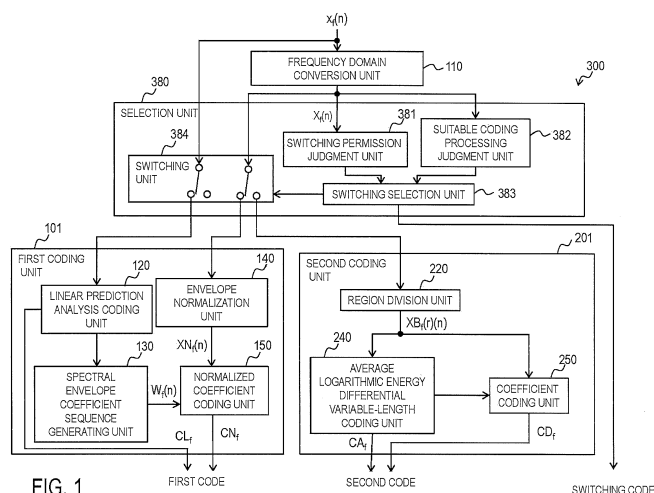 x_f(n)
FREQUENCY DOMAIN
CONVERSION UNIT
110
300
380
SELECTION UNIT
384
X_f(n)
381
382
SWITCHING
UNIT
SWITCHING PERMISSION
JUDGMENT UNIT
SUITABLE CODING
PROCESSING
JUDGMENT UNIT
SWITCHING SELECTION UNIT
383
101
FIRST CODING
UNIT
120
LINEAR PREDICTION
ANALYSIS CODING
UNIT
140
ENVELOPE
NORMALIZATION
UNIT
130
SPECTRAL
ENVELOPE
COEFFICIENT
SEQUENCE
GENERATING UNIT
W_f(n)
XN_f(n)
150
NORMALIZED
COEFFICIENT
CODING UNIT
CL_f
CN_f
FIRST CODE
201
SECOND CODING
UNIT
220
REGION DIVISION UNIT
XB_f(r)(n)
240
AVERAGE
LOGARITHMIC ENERGY
DIFFERENTIAL
VARIABLE-LENGTH
CODING UNIT
250
COEFFICIENT
CODING UNIT
CA_f
CD_f
SECOND CODE
SWITCHING CODE
FIG. 1